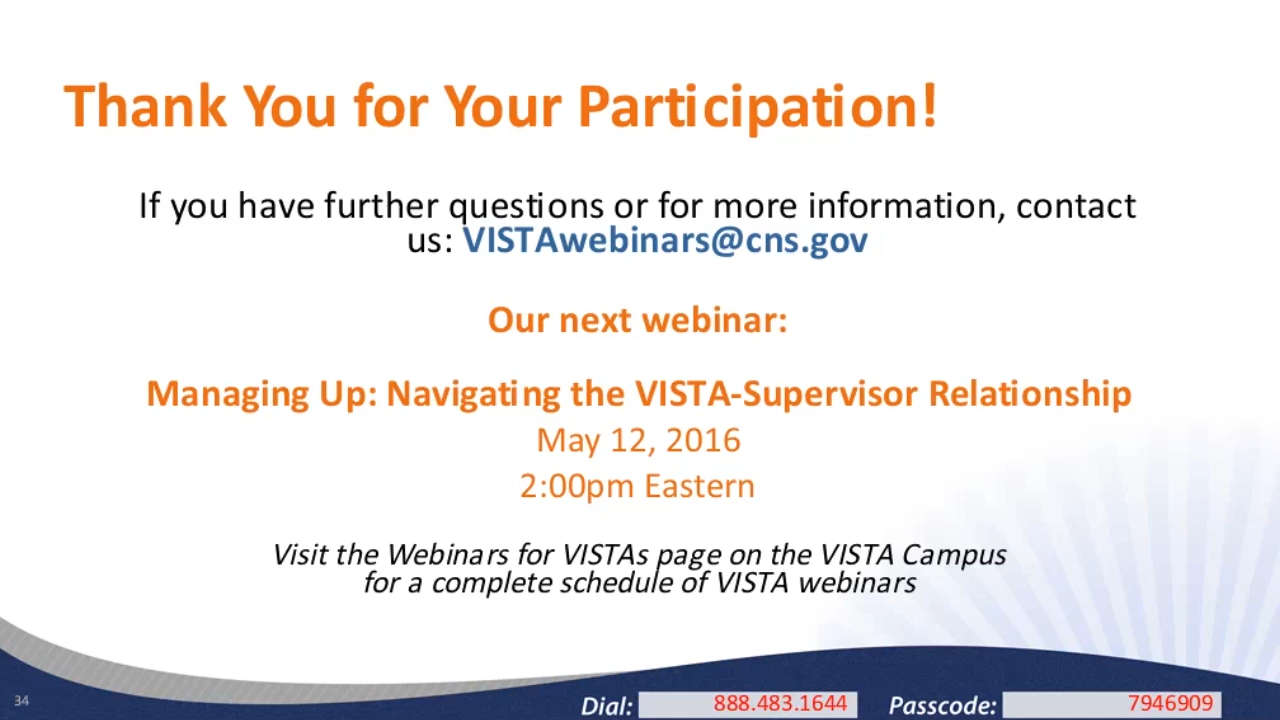 Thank You for Your Participation!
If you have further questions or for more information, contact
us: VISTAwebinars@cns.gov
Our next webinar:
Managing Up: Navigating the VISTA-Supervisor Relationship
May 12, 2016
2:00pm Eastern
Visit the Webinars for VISTAs page on the VISTA Campus
for a complete schedule of VISTA webinars
34
Dial: 888.483.1644 Passcode: 7946909